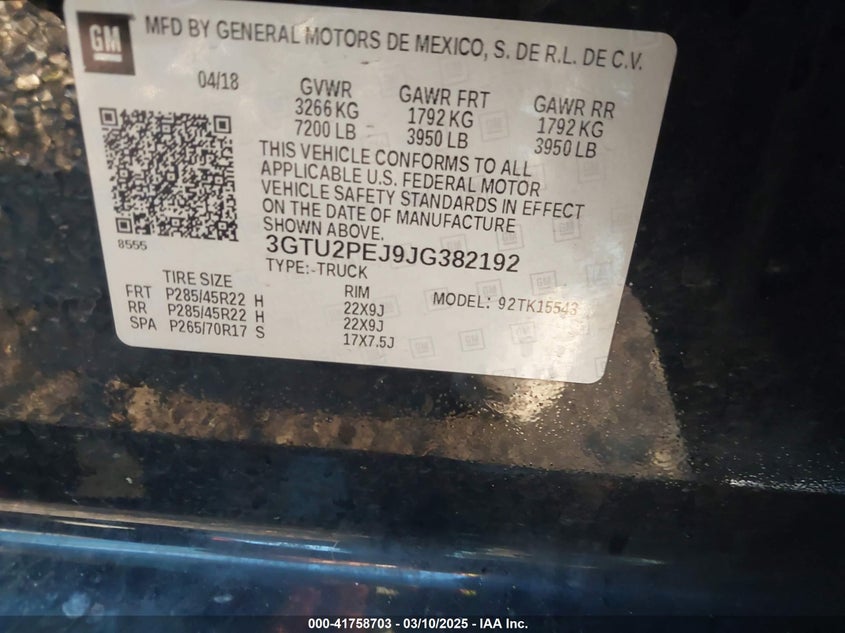 GM
MFD BY GENERAL MOTORS DE MEXICO, S. DE R.L. DE C.V.
04/18
GVWR
3266 KG
7200 LB
GAWR FRT
1792 KG
3950 LB
GAWR RR
1792 KG
3950 LB
THIS VEHICLE CONFORMS TO ALL
APPLICABLE U.S. FEDERAL MOTOR
VEHICLE SAFETY STANDARDS IN EFFECT
ON THE DATE OF MANUFACTURE
SHOWN ABOVE.
8555
3GTU2PEJ9JG382192
TYPE:-TRUCK
MODEL: 92TK15543
TIRE SIZE RIM
FRT P285/45R22 H 22X9J
RR P285/45R22 H 22X9J
SPA P265/70R17 S 17X7.5J
000-41758703 - 03/10/2025 - IAA Inc.